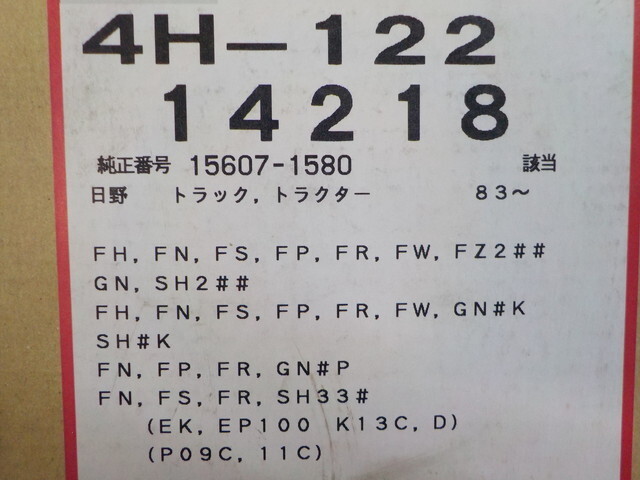 4H－122
14218
純正番号 15607-1580 該当
日野 トラック, トラクター 83～
FH, FN, FS, FP, FR, FW, FZ2##
GN, SH2##
FH, FN, FS, FP, FR, FW, GN#K
SH#K
FN, FP, FR, GN#P
FN, FS, FR, SH33#
(EK, EP100 K13C, D)
(P09C, 11C)